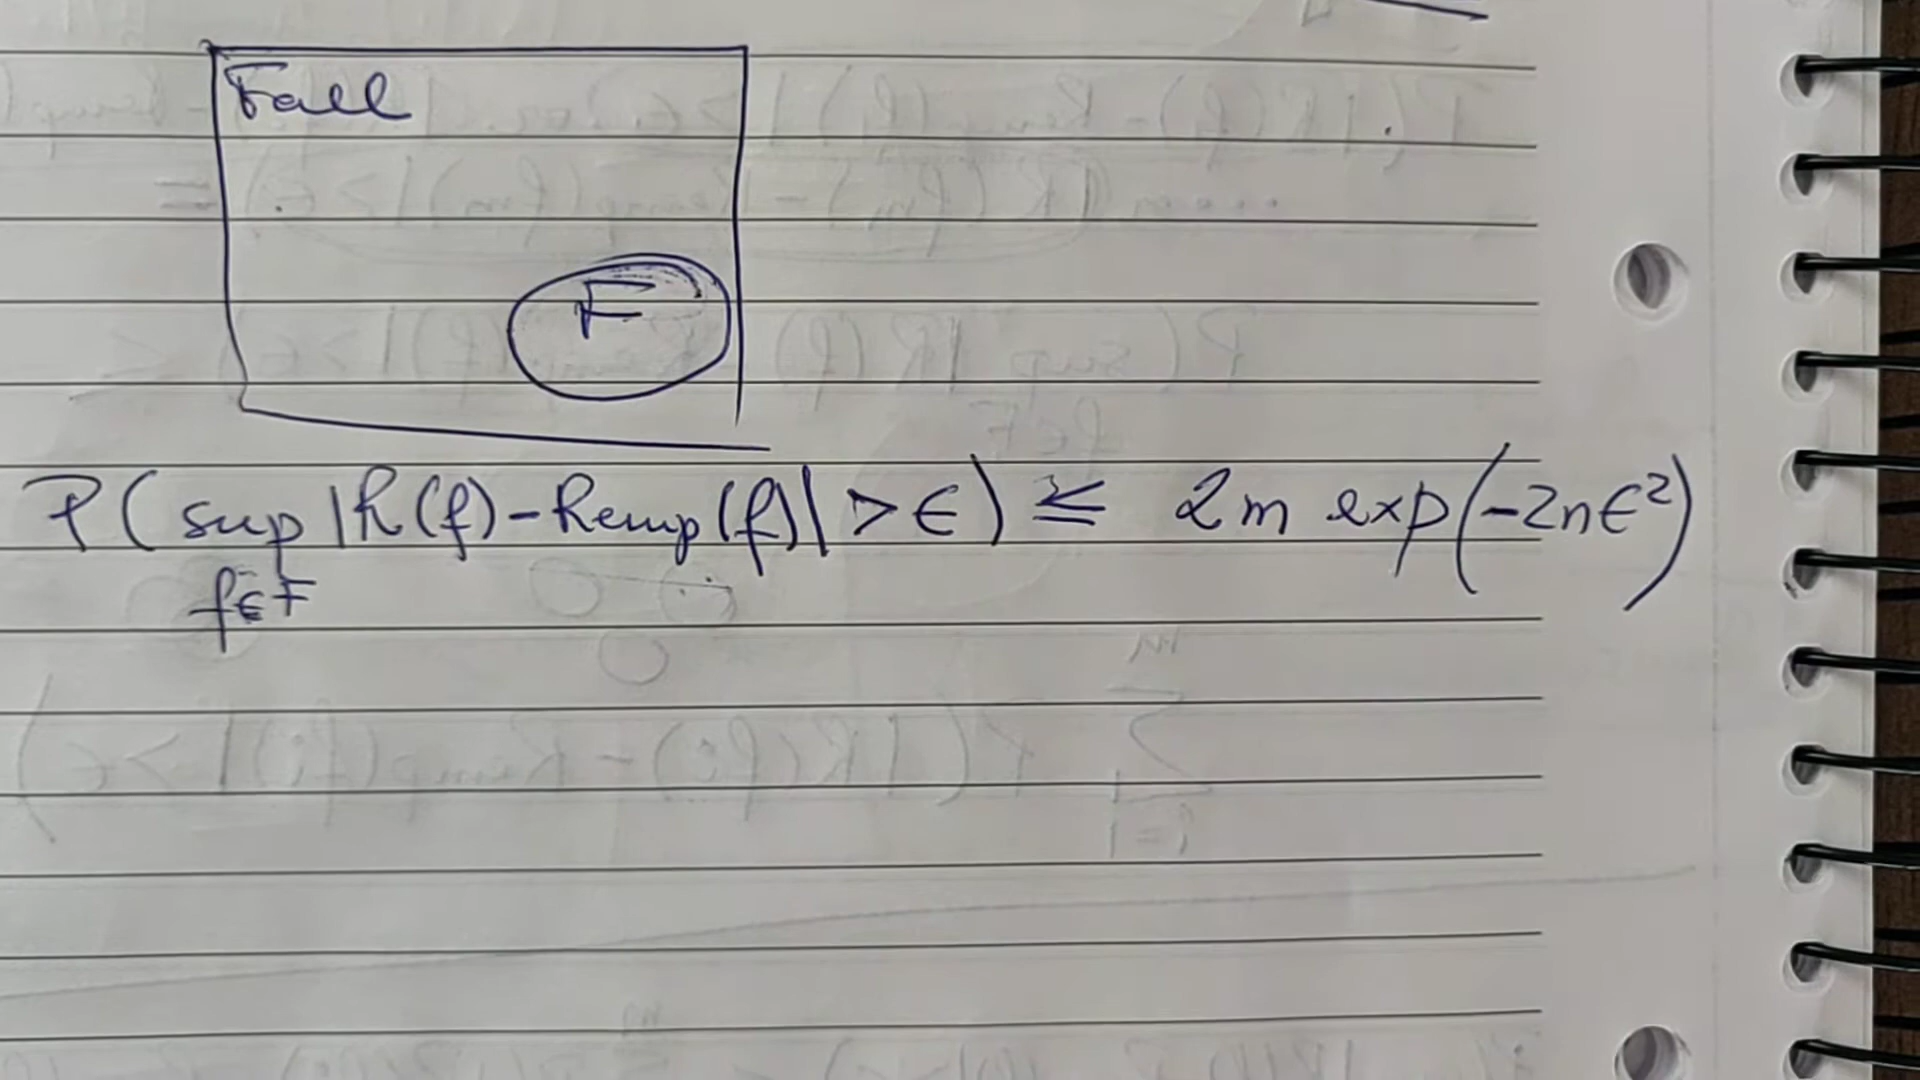 Fall
F
P(sup |R(f)-Remp(f)| > ϵ) ≤ 2m exp(-2nϵ²)
f∈F